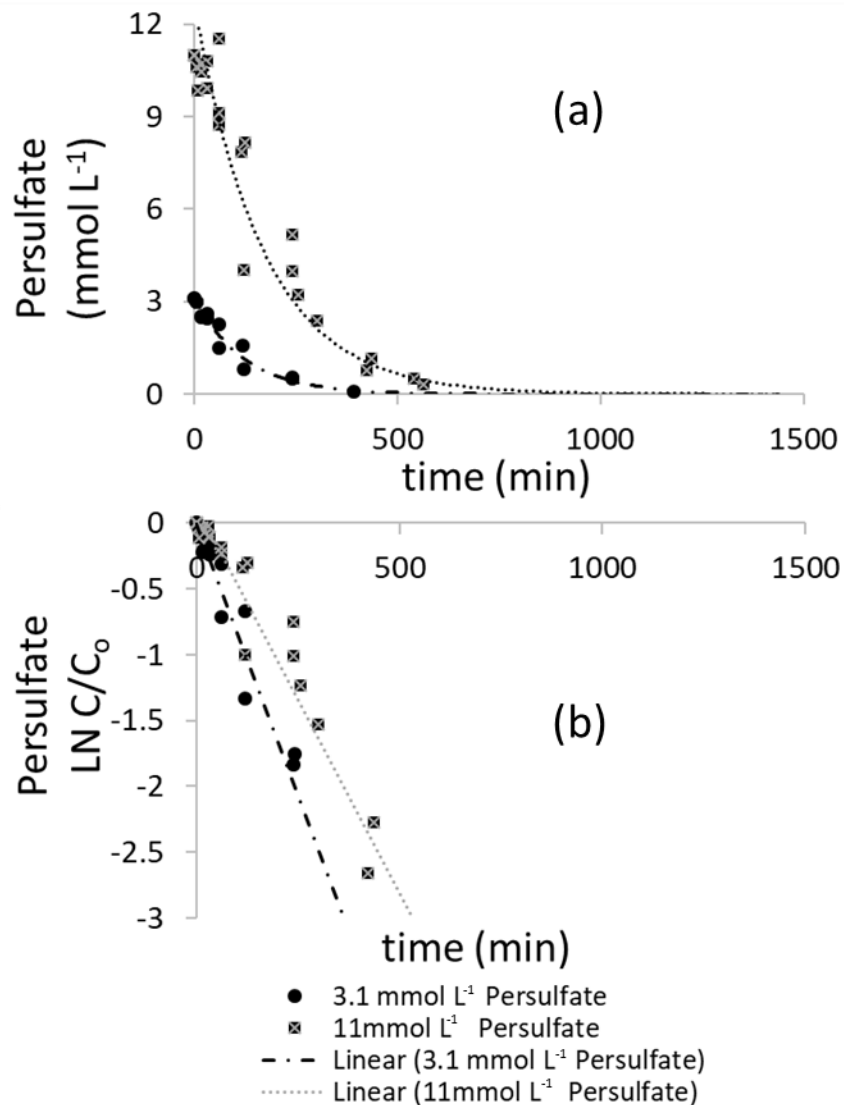 12
9
6
3
0
Persulfate
(mmol L-1)
(a)
0
500
1000
1500
time (min)
0
-0.5
-1
-1.5
-2
-2.5
-3
Persulfate
LN C/Co
0
500
1000
1500
(b)
time (min)
3.1 mmol L-1 Persulfate
11mmol L-1 Persulfate
Linear (3.1 mmol L-1 Persulfate)
Linear (11mmol L-1 Persulfate)